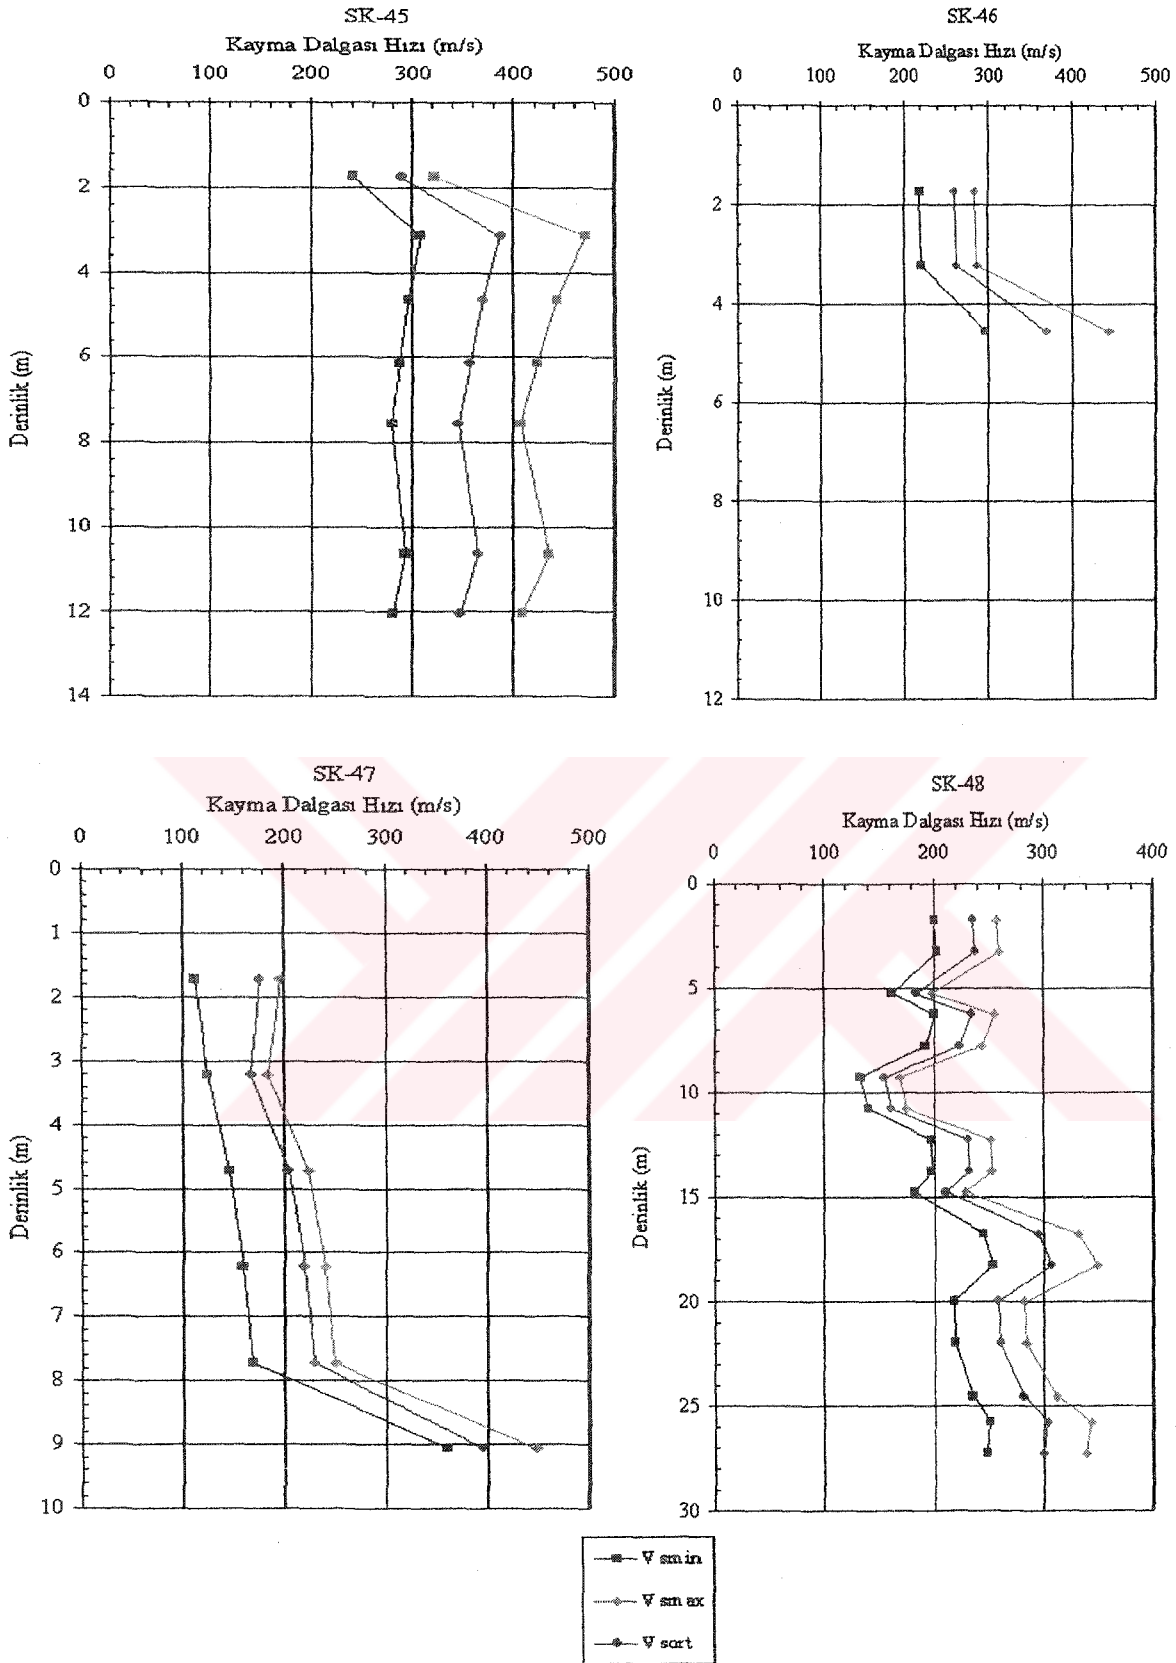 SK-45
Kayma Dalgası Hızı (m/s)
0 100 200 300 400 500
0
2
4
6
8
10
12
14
Derinlik (m)
SK-46
Kayma Dalgası Hızı (m/s)
0 100 200 300 400 500
0
2
4
6
8
10
12
Derinlik (m)
SK-47
Kayma Dalgası Hızı (m/s)
0 100 200 300 400 500
0
1
2
3
4
5
6
7
8
9
10
Derinlik (m)
SK-48
Kayma Dalgası Hızı (m/s)
0 100 200 300 400
0
5
10
15
20
25
30
Derinlik (m)
V smin
V smax
V sort